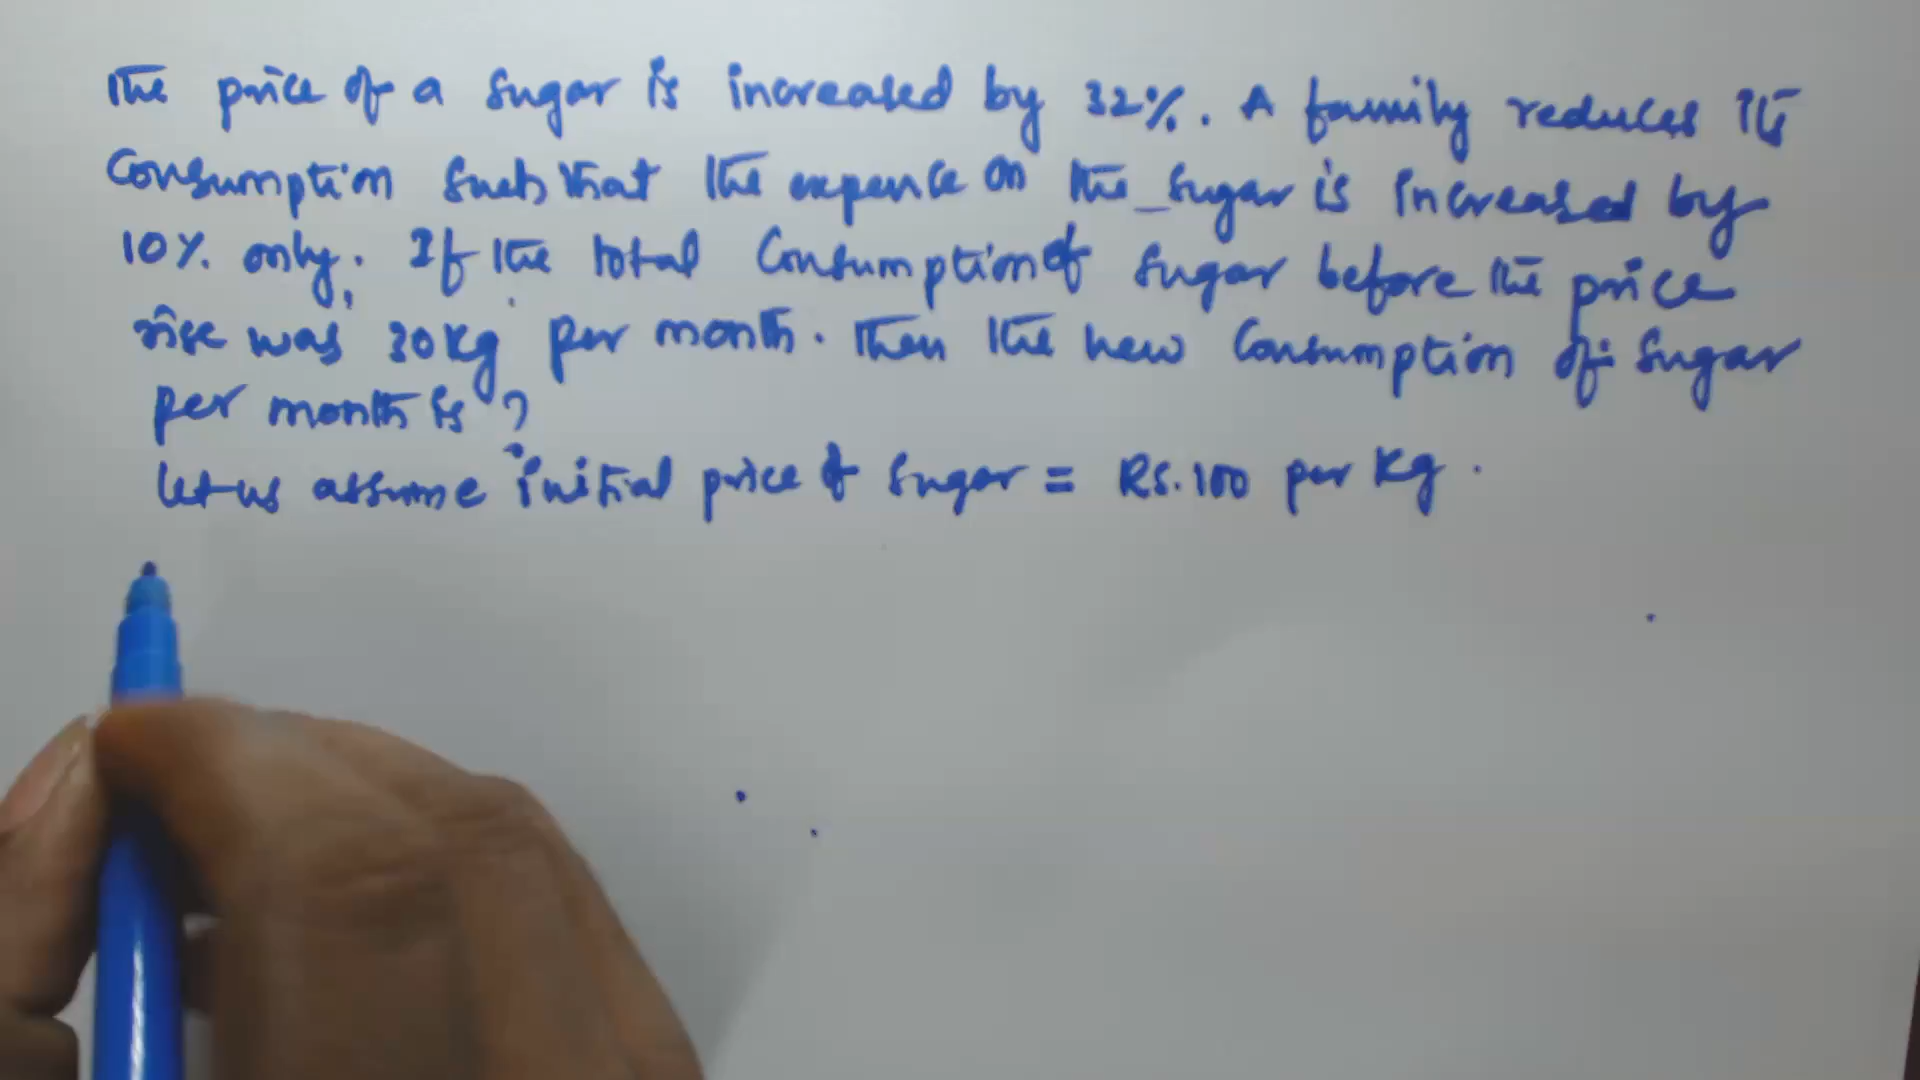 The price of a sugar is increased by 32%. A family reduces its
Consumption such that the expence on the sugar is increased by
10% only. If the total Consumption of sugar before the price
rise was 30kg per month. Then the new Consumption of sugar
per month is?
let us assume initial price of sugar = RS.100 per kg.